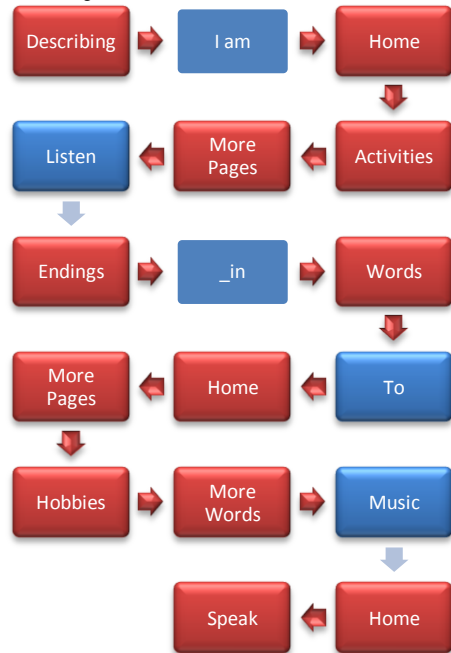 Describing
I am
Home
Activities
More
Pages
Listen
Endings
_in
Words
To
Home
More
Pages
Hobbies
More
Words
Music
Home
Speak